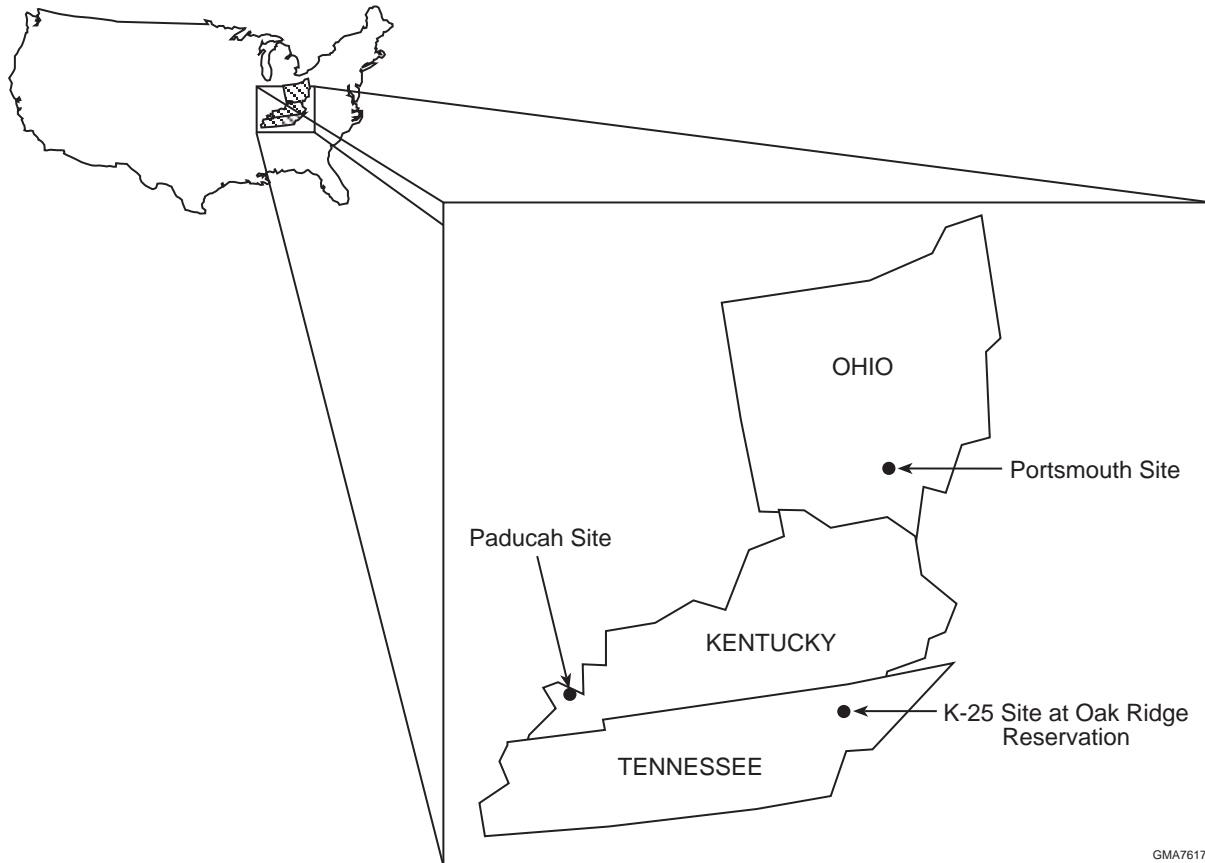 OHIO
Portsmouth Site
Paducah Site
KENTUCKY
K-25 Site at Oak Ridge
Reservation
TENNESSEE
GMA7617